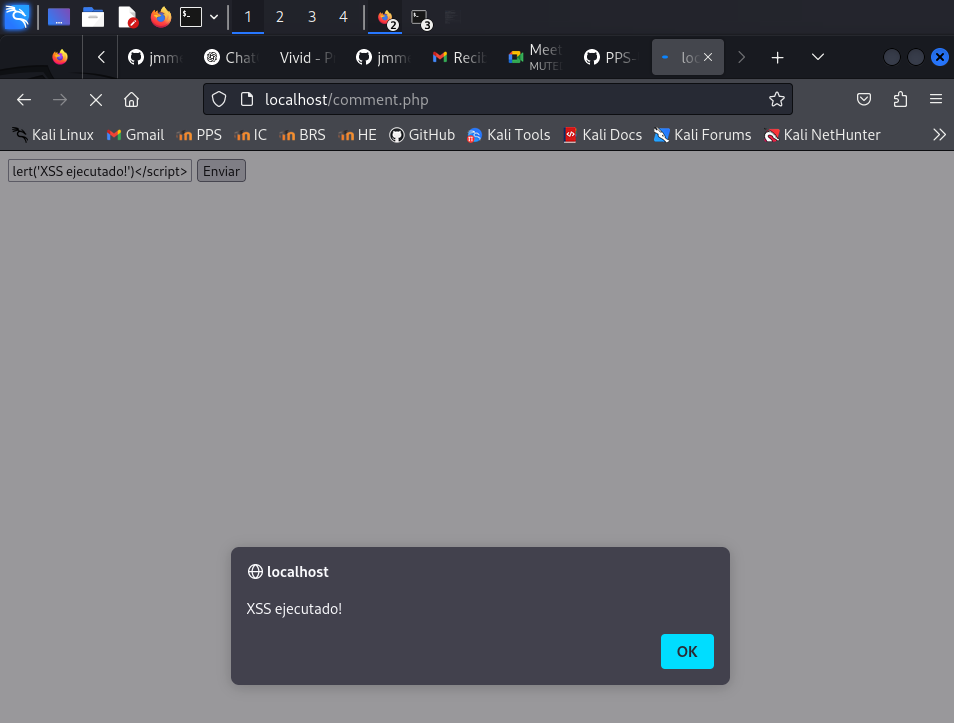 1 2 3 4 2 3
jmm Chat Vivid - P jmm Recib Meet PPS- loc
MUTE
localhost/comment.php
Kali Linux Gmail PPS IC BRS HE GitHub Kali Tools Kali Docs Kali Forums Kali NetHunter
lert('XSS ejecutado!')</script> Enviar
localhost
XSS ejecutado!
OK